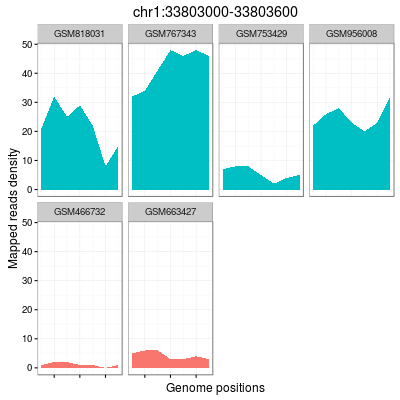 chr1:33803000-33803600
GSM818031 GSM767343 GSM753429 GSM956008
50
40
30
20
10
0
Mapped reads density
GSM466732 GSM663427
50
40
30
20
10
0
Genome positions